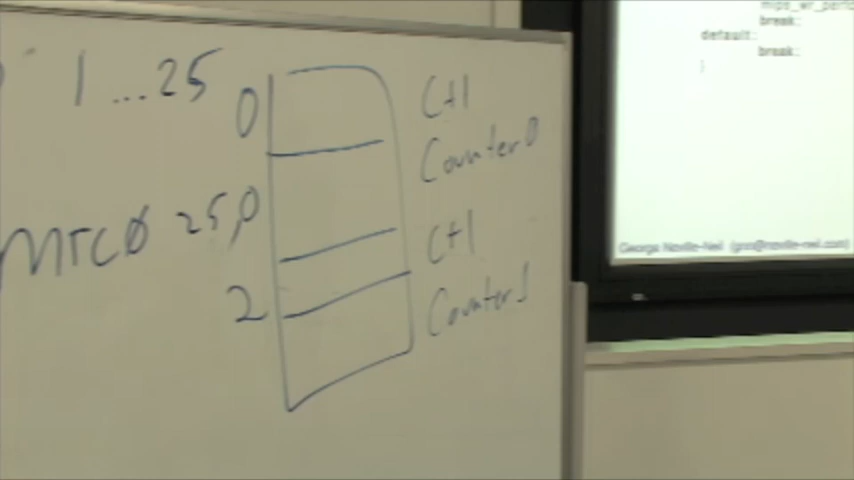 1 ... 25
0
Ctl
Counter0
MTC0 25,0
Ctl
2
Counter1
break;
default:
break;
}
George Neville-Neil (gnn@neville-neil.com)